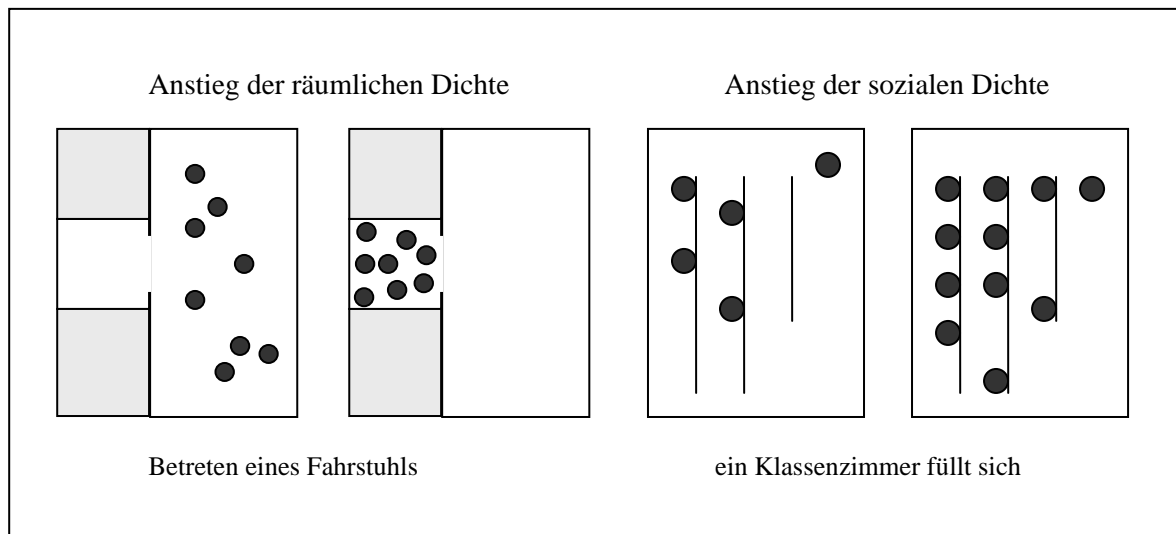 Anstieg der räumlichen Dichte
Anstieg der sozialen Dichte
Betreten eines Fahrstuhls
ein Klassenzimmer füllt sich